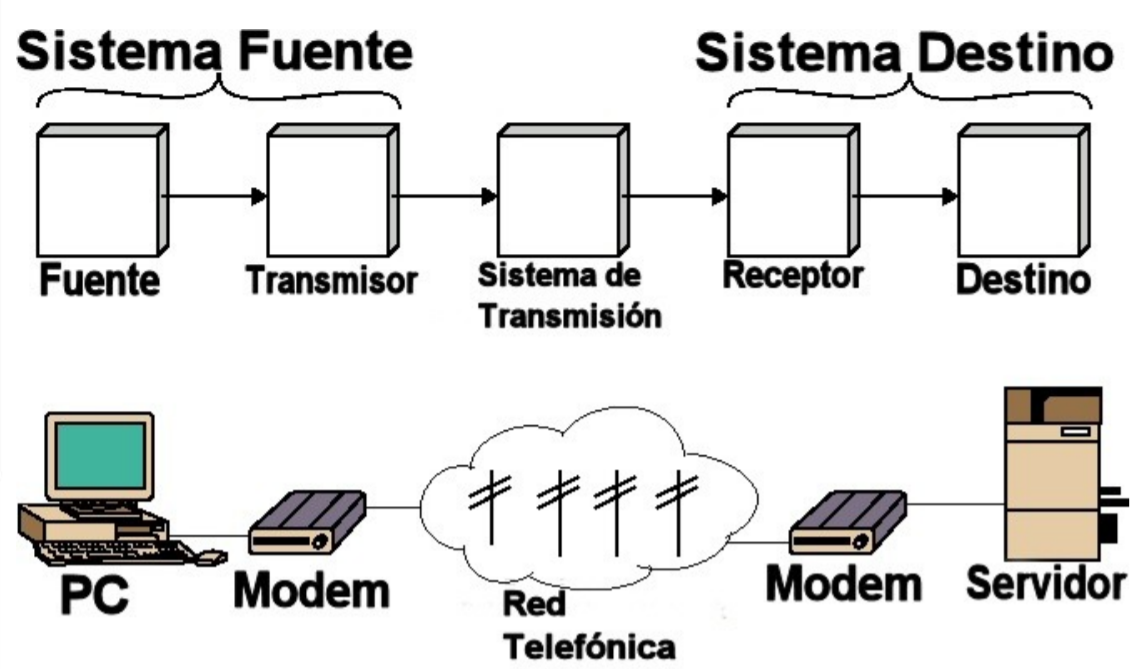 Sistema Fuente
Sistema Destino
Fuente
Transmisor
Sistema de
Transmisión
Receptor
Destino
PC
Modem
Red
Telefónica
Modem
Servidor